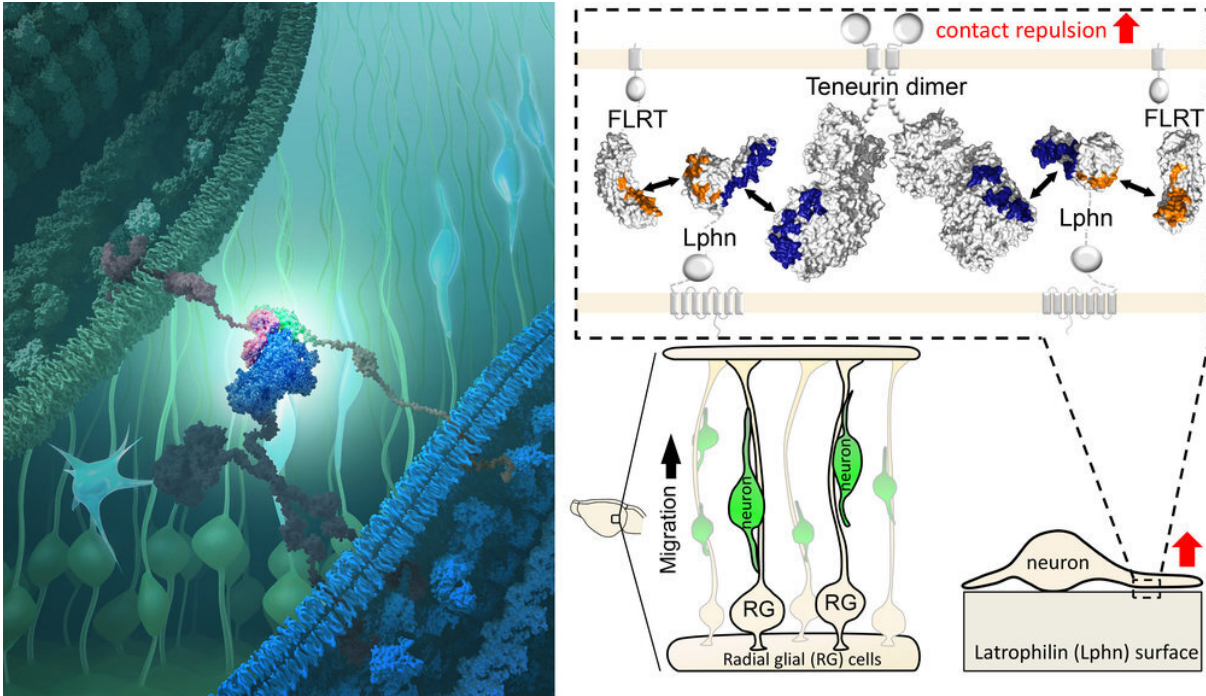 contact repulsion
Teneurin dimer
FLRT
FLRT
Lphn
Lphn
Migration
neuron
neuron
RG
RG
Radial glial (RG) cells
neuron
Latrophilin (Lphn) surface